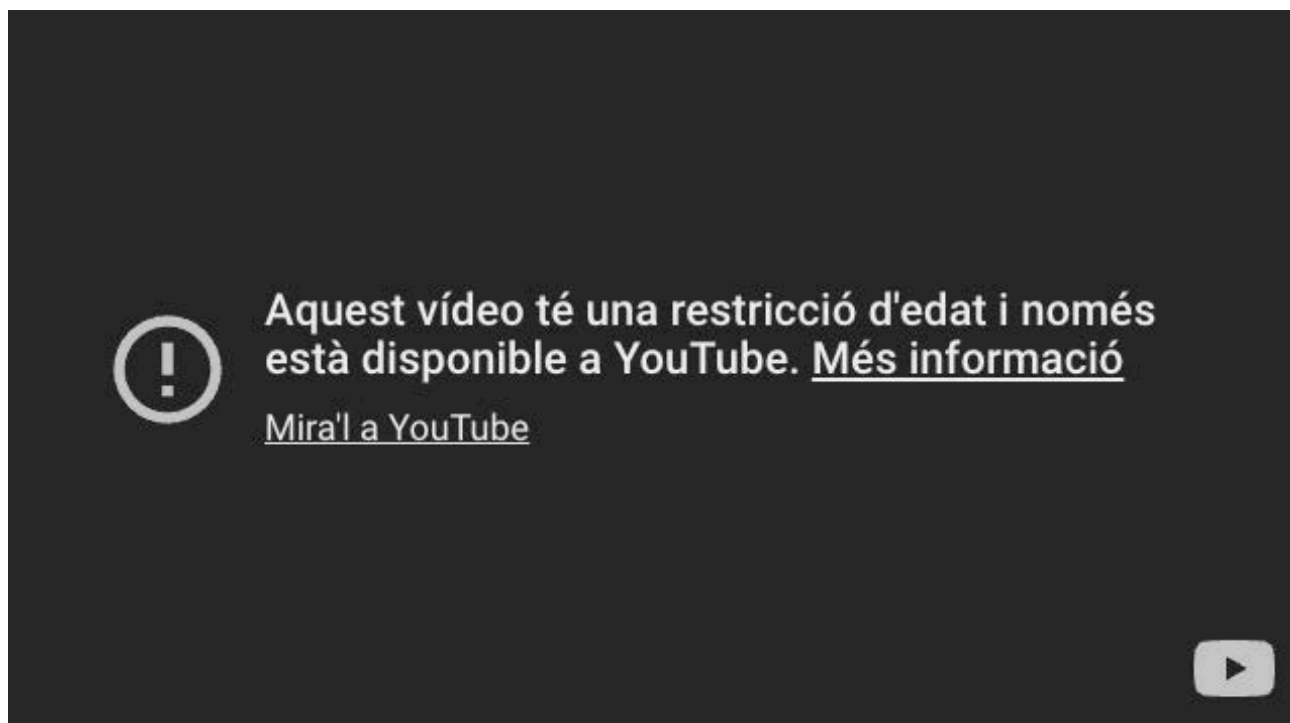 Aquest vídeo té una restricció d'edat i només
està disponible a YouTube. Més informació
Mira'l a YouTube